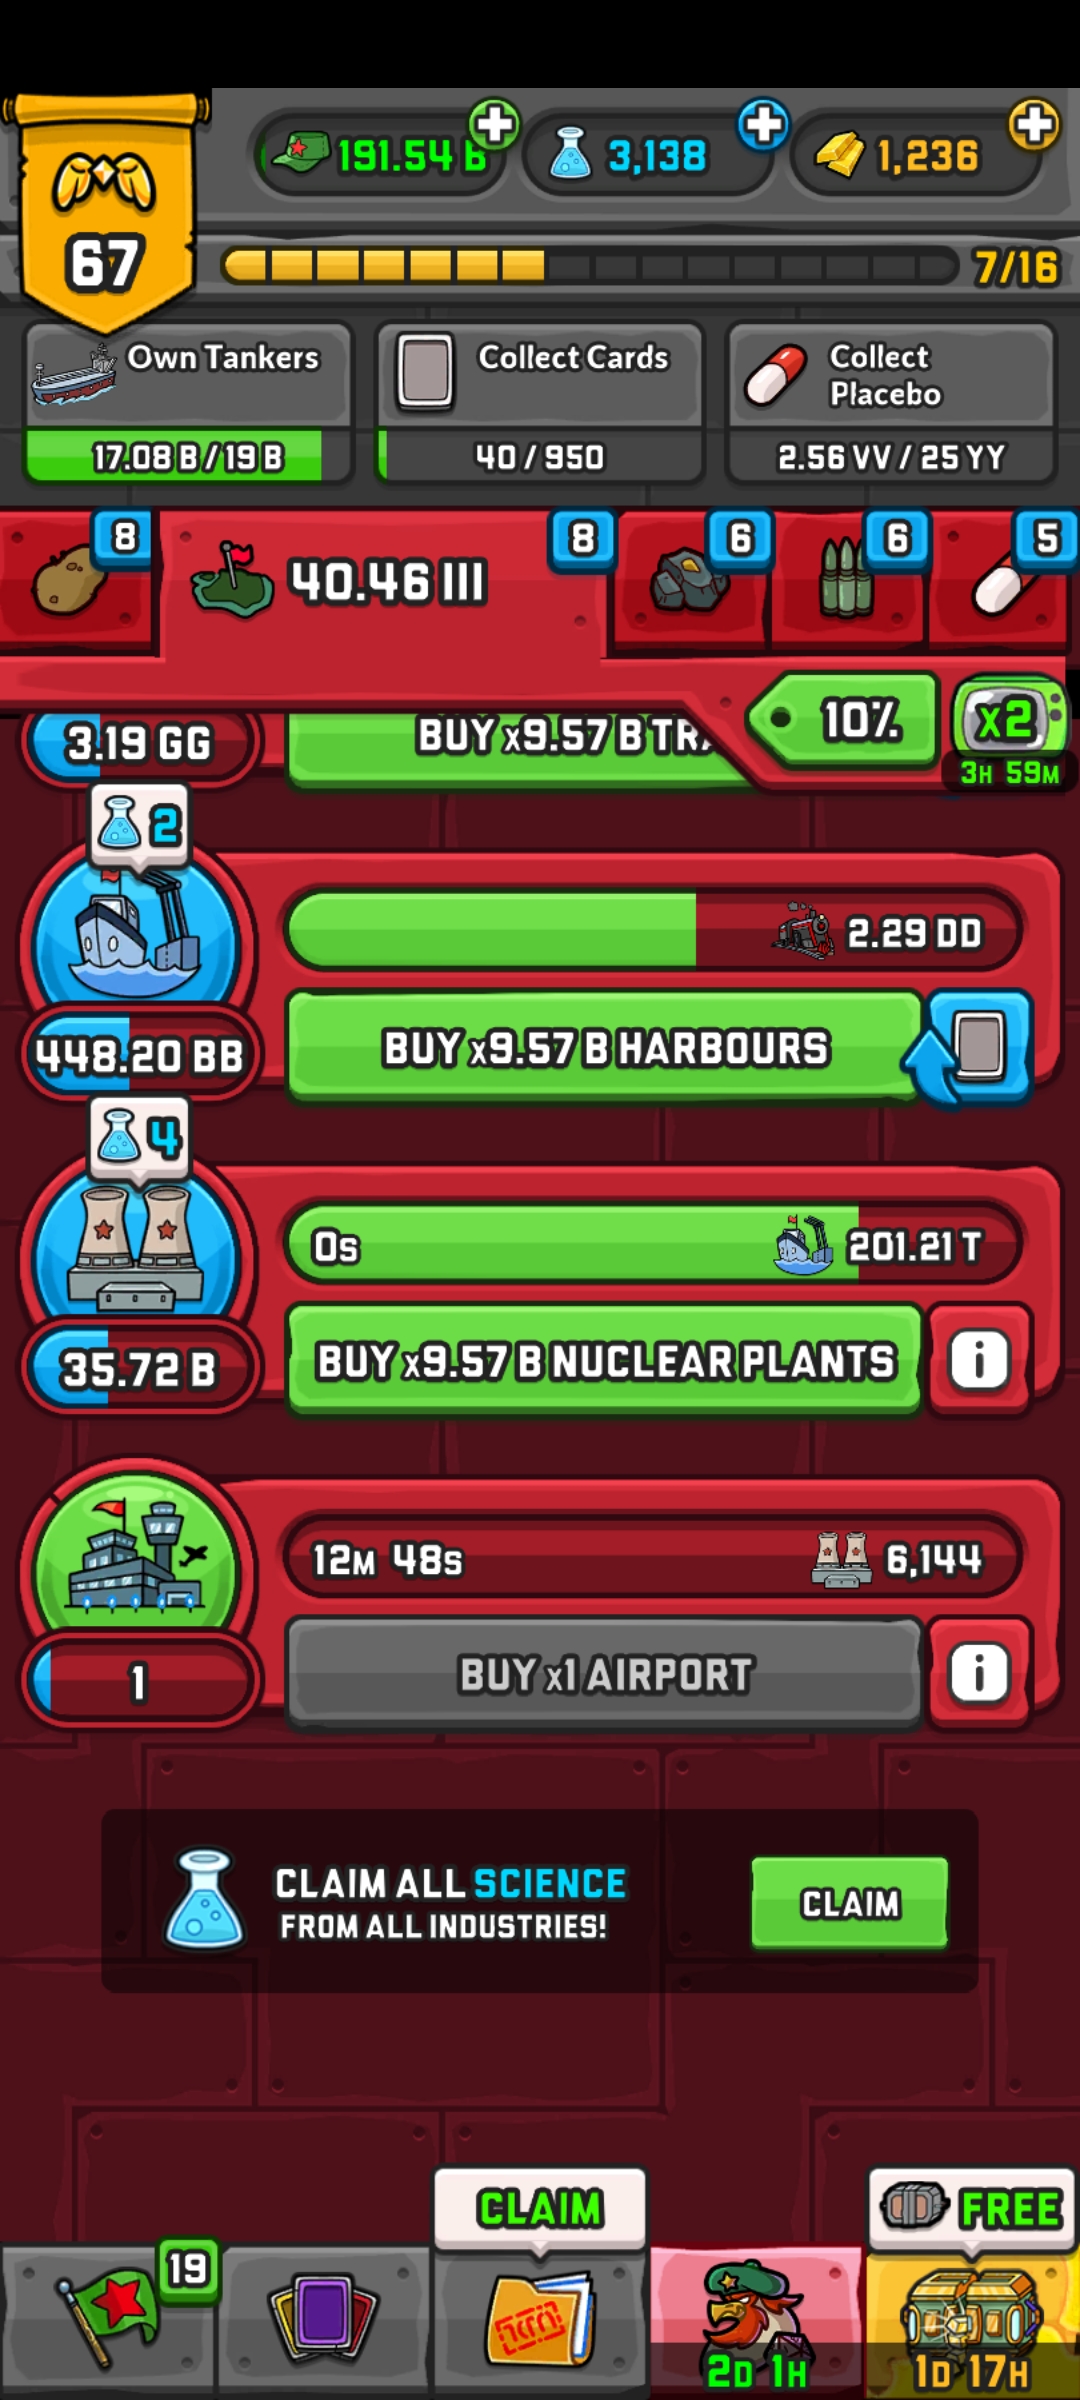 191.54 B
3,138
1,236
67
7/16
Own Tankers
17.08 B / 19 B
Collect Cards
40 / 950
Collect
Placebo
2.56 VV / 25 YY
8
40.46 III
8
6
6
5
10%
x2
3H 59M
3.19 GG
BUY x9.57 B
2
2.29 DD
448.20 BB
BUY x9.57 B HARBOURS
4
0s
201.21 T
35.72 B
BUY x9.57 B NUCLEAR PLANTS
i
12M 48S
6,144
1
BUY x1 AIRPORT
i
CLAIM ALL SCIENCE
FROM ALL INDUSTRIES!
CLAIM
CLAIM
FREE
19
2D 1H
1D 17H